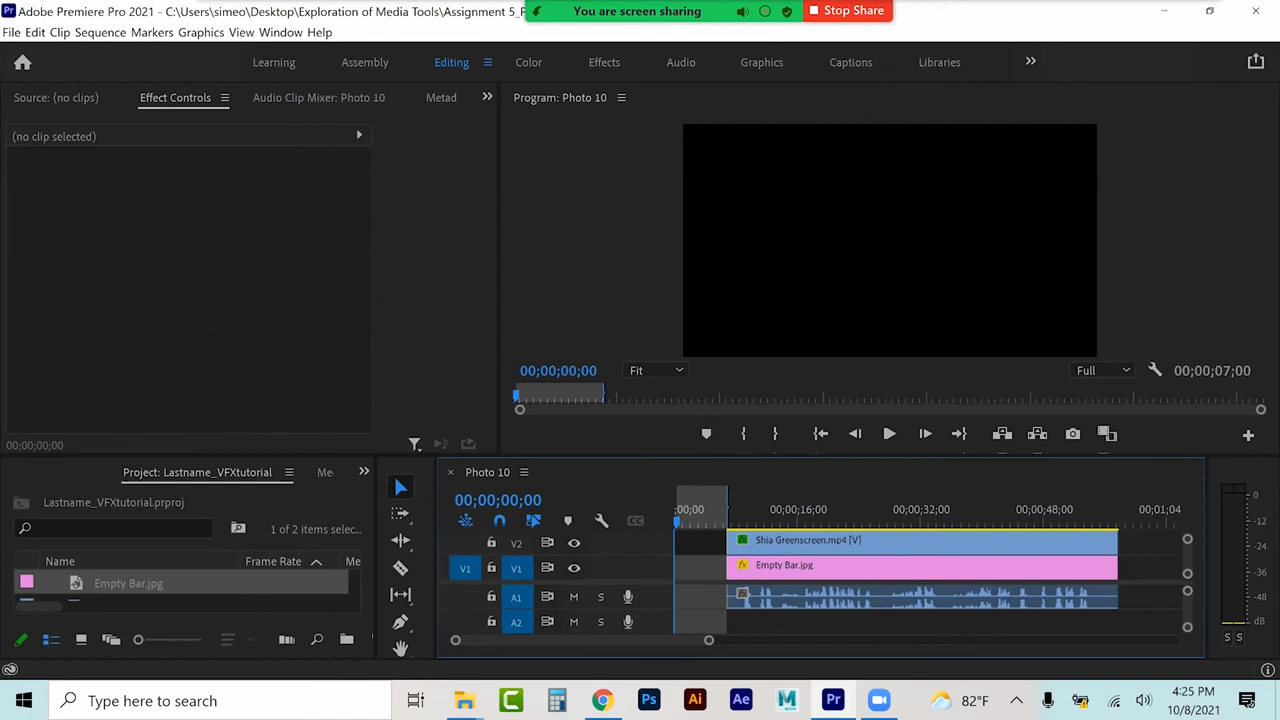 Pr Adobe Premiere Pro 2021 - C:\Users\simeo\Desktop\Exploration of Media Tools\Assignment 5_P
You are screen sharing
Stop Share
File Edit Clip Sequence Markers Graphics View Window Help
Learning Assembly Editing Color Effects Audio Graphics Captions Libraries
Source: (no clips) Effect Controls Audio Clip Mixer: Photo 10 Metad
Program: Photo 10
(no clip selected)
00;00;00;00 Fit Full 00;00;07;00
00;00;00;00
Project: Lastname_VFXtutorial Me
Lastname_VFXtutorial.prproj
1 of 2 items selec...
Name Frame Rate Me
Empty Bar.jpg
Photo 10
00;00;00;00
;00;00 00;00;16;00 00;00;32;00 00;00;48;00 00;01;04
V2 Shia Greenscreen.mp4 [V]
V1 V1 Empty Bar.jpg
A1 M S
A2 M S
0
-12
-24
-36
-48
dB
S S
Type here to search
Ps Ai Ae M Pr
82°F
4:25 PM
10/8/2021